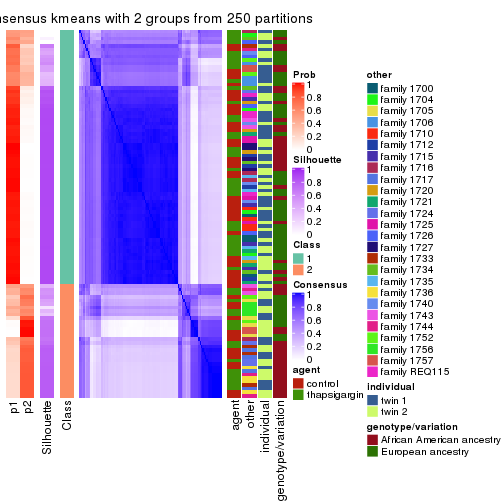 nsensus kmeans with 2 groups from 250 partitions
Prob
1
0.8
0.6
0.4
0.2
0
Silhouette
1
0.8
0.6
0.4
0.2
0
Class
1
2
Consensus
1
0.8
0.6
0.4
0.2
0
agent
control
thapsigargin
other
family 1700
family 1704
family 1705
family 1706
family 1710
family 1712
family 1715
family 1716
family 1717
family 1720
family 1721
family 1724
family 1725
family 1726
family 1727
family 1733
family 1734
family 1735
family 1736
family 1740
family 1743
family 1744
family 1752
family 1756
family 1757
family REQ115
individual
twin 1
twin 2
genotype/variation
African American ancestry
European ancestry
p1
p2
Silhouette
Class
agent
other
individual
genotype/variation